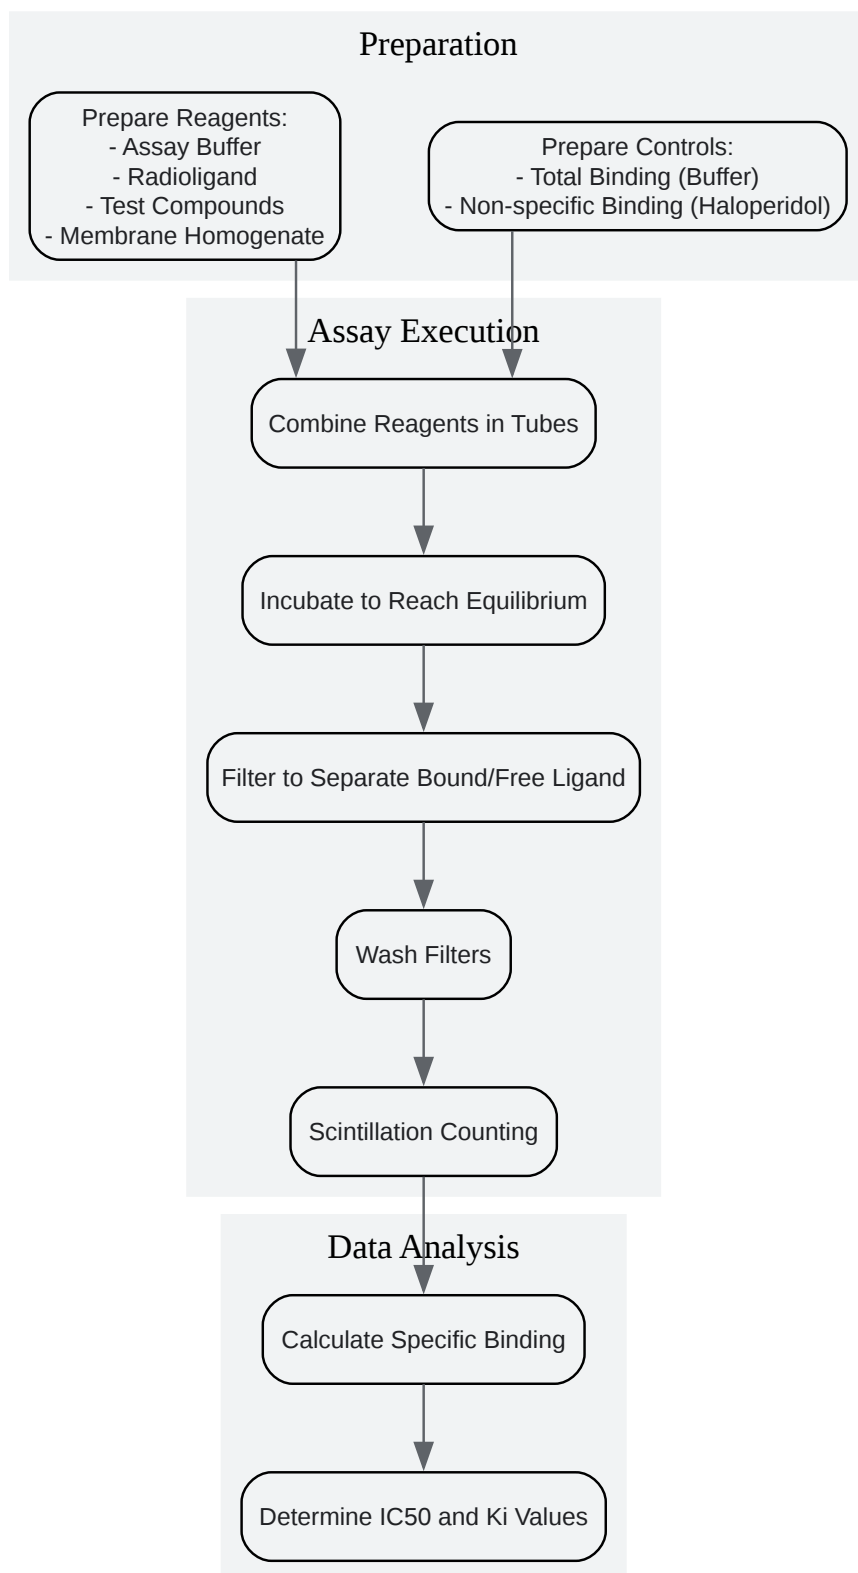 Preparation
Prepare Reagents:
- Assay Buffer
- Radioligand
- Test Compounds
- Membrane Homogenate
Prepare Controls:
- Total Binding (Buffer)
- Non-specific Binding (Haloperidol)
Assay Execution
Combine Reagents in Tubes
Incubate to Reach Equilibrium
Filter to Separate Bound/Free Ligand
Wash Filters
Scintillation Counting
Data Analysis
Calculate Specific Binding
Determine IC50 and Ki Values